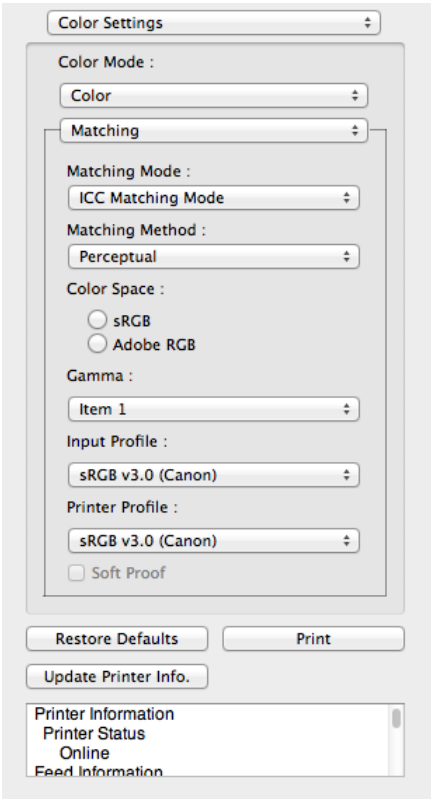 Color Settings
Color Mode :
Color
Matching
Matching Mode :
ICC Matching Mode
Matching Method :
Perceptual
Color Space :
sRGB
Adobe RGB
Gamma :
Item 1
Input Profile :
sRGB v3.0 (Canon)
Printer Profile :
sRGB v3.0 (Canon)
Soft Proof
Restore Defaults Print
Update Printer Info.
Printer Information
Printer Status
Online
Feed Information